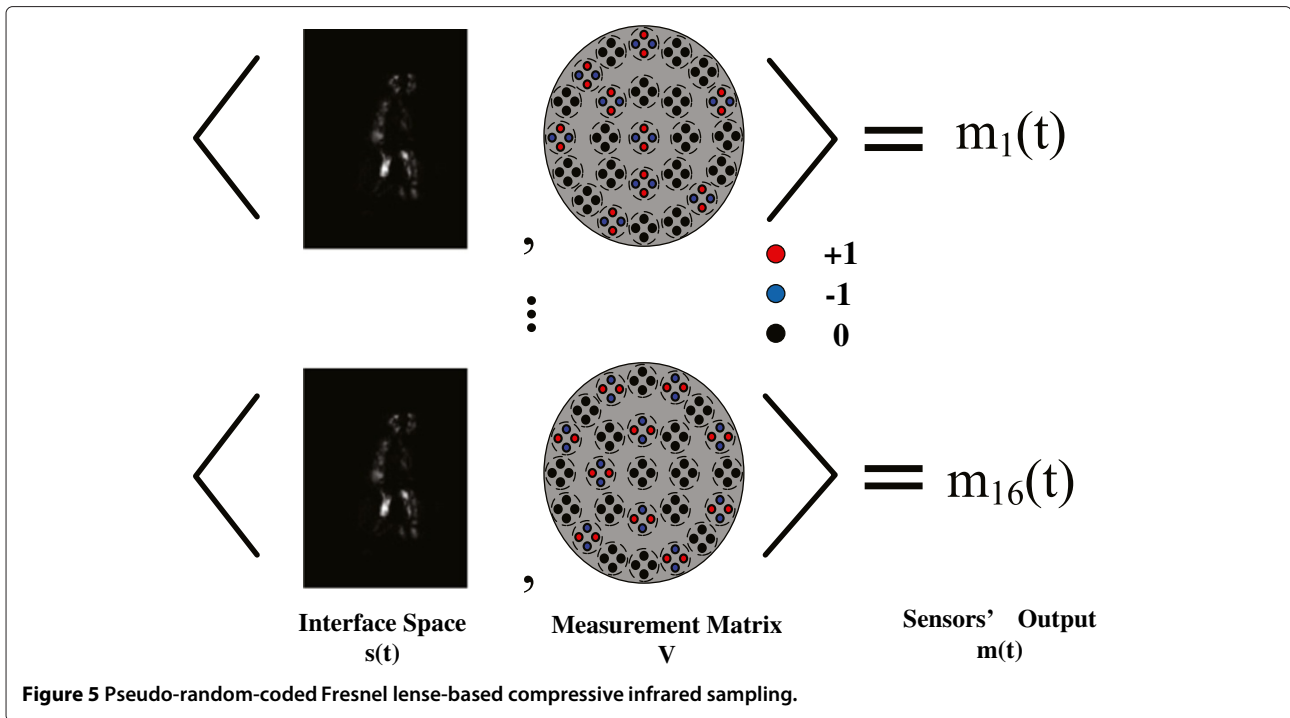 , = m₁(t)
+1
-1
0
⋮
, = m₁₆(t)
Interface Space
s(t)
Measurement Matrix
V
Sensors’ Output
m(t)
Figure 5 Pseudo-random-coded Fresnel lense-based compressive infrared sampling.